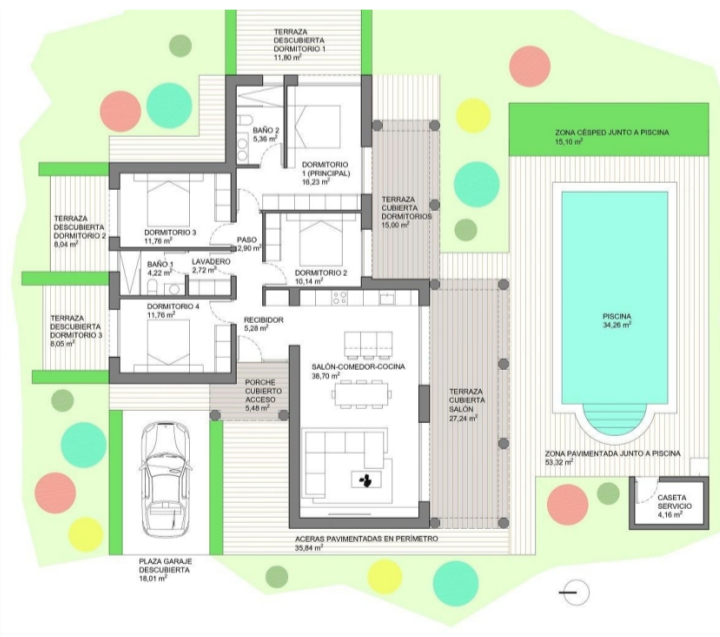 TERRAZA
DESCUBIERTA
DORMITORIO 1
11,80 m²
ZONA CÉSPED JUNTO A PISCINA
15,10 m²
BAÑO 2
5,36 m²
DORMITORIO
1 (PRINCIPAL)
16,23 m²
TERRAZA
CUBIERTA
DORMITORIOS
15,00 m²
TERRAZA
DESCUBIERTA
DORMITORIO 2
8,04 m²
DORMITORIO 3
11,76 m²
PASO
2,90 m²
BAÑO 1
4,22 m²
LAVADERO
2,72 m²
DORMITORIO 2
10,14 m²
TERRAZA
DESCUBIERTA
DORMITORIO 3
8,05 m²
DORMITORIO 4
11,76 m²
RECIBIDOR
5,28 m²
PISCINA
34,26 m²
SALÓN-COMEDOR-COCINA
38,70 m²
PORCHE
CUBIERTO
ACCESO
5,48 m²
TERRAZA
CUBIERTA
SALÓN
27,24 m²
ZONA PAVIMENTADA JUNTO A PISCINA
53,32 m²
CASETA
SERVICIO
4,16 m²
ACERAS PAVIMENTADAS EN PERÍMETRO
35,84 m²
PLAZA GARAJE
DESCUBIERTA
18,01 m²